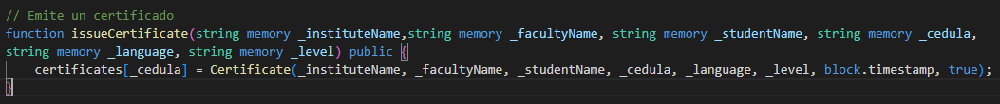 // Emite un certificado
function issueCertificate(string memory _instituteName,string memory _facultyName, string memory _studentName, string memory _cedula,
string memory _language, string memory _level) public {
certificates[_cedula] = Certificate(_instituteName, _facultyName, _studentName, _cedula, _language, _level, block.timestamp, true);
}